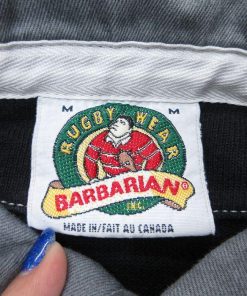 M M
RUGBY WEAR
BARBARIAN®
INC.
MADE IN/FAIT AU CANADA